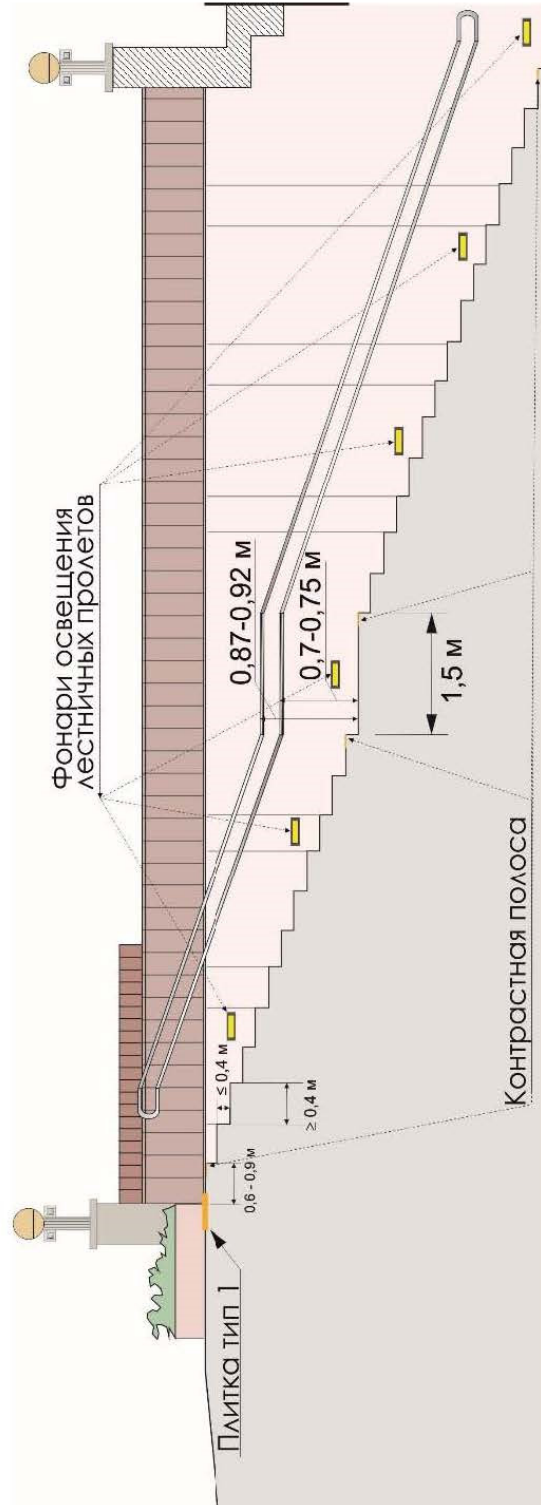 Фонари освещения
лестничных пролетов
0,87-0,92 м
0,7-0,75 м
1,5 м
≤ 0,4 м
≥ 0,4 м
0,6 - 0,9 м
Плитка тип 1
Контрастная полоса